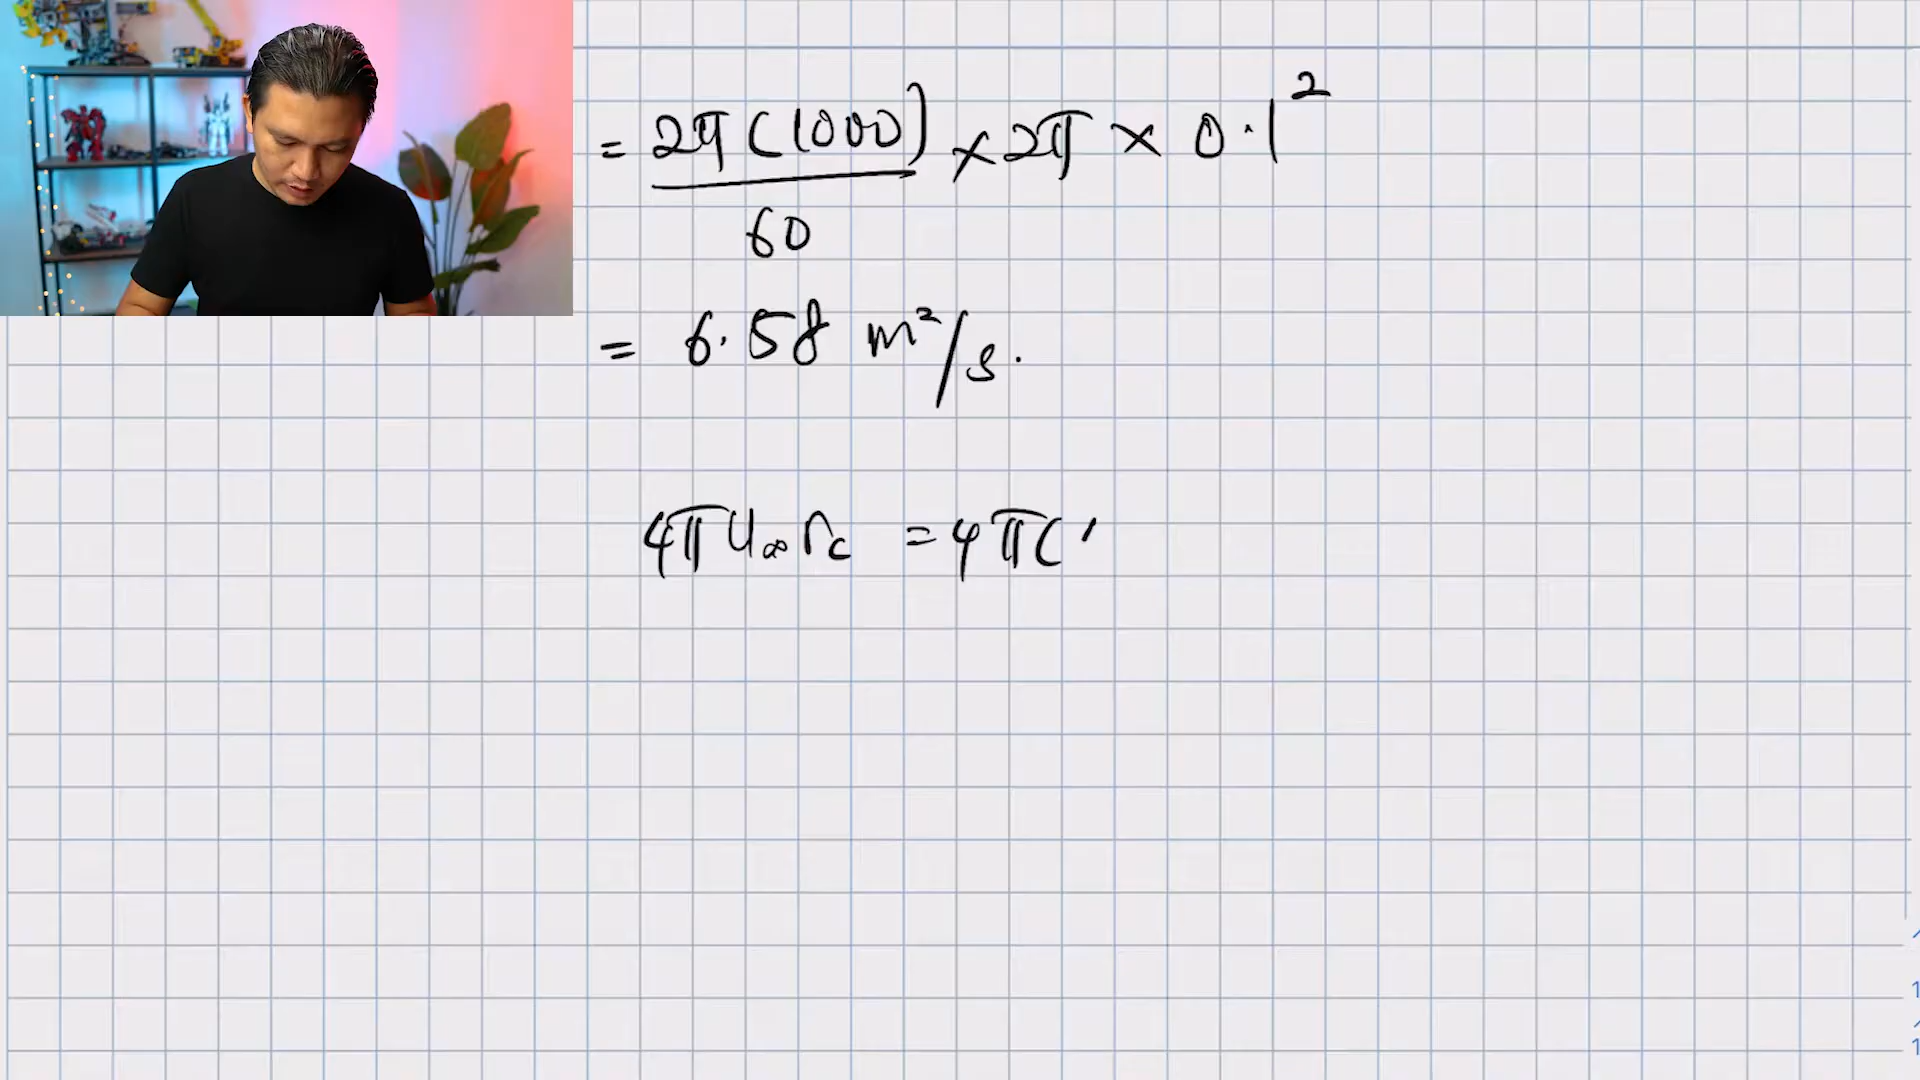 = 2π(1000)/60 × 2π × 0.1²
= 6.58 m²/s.
4πU∞rc = 4π(